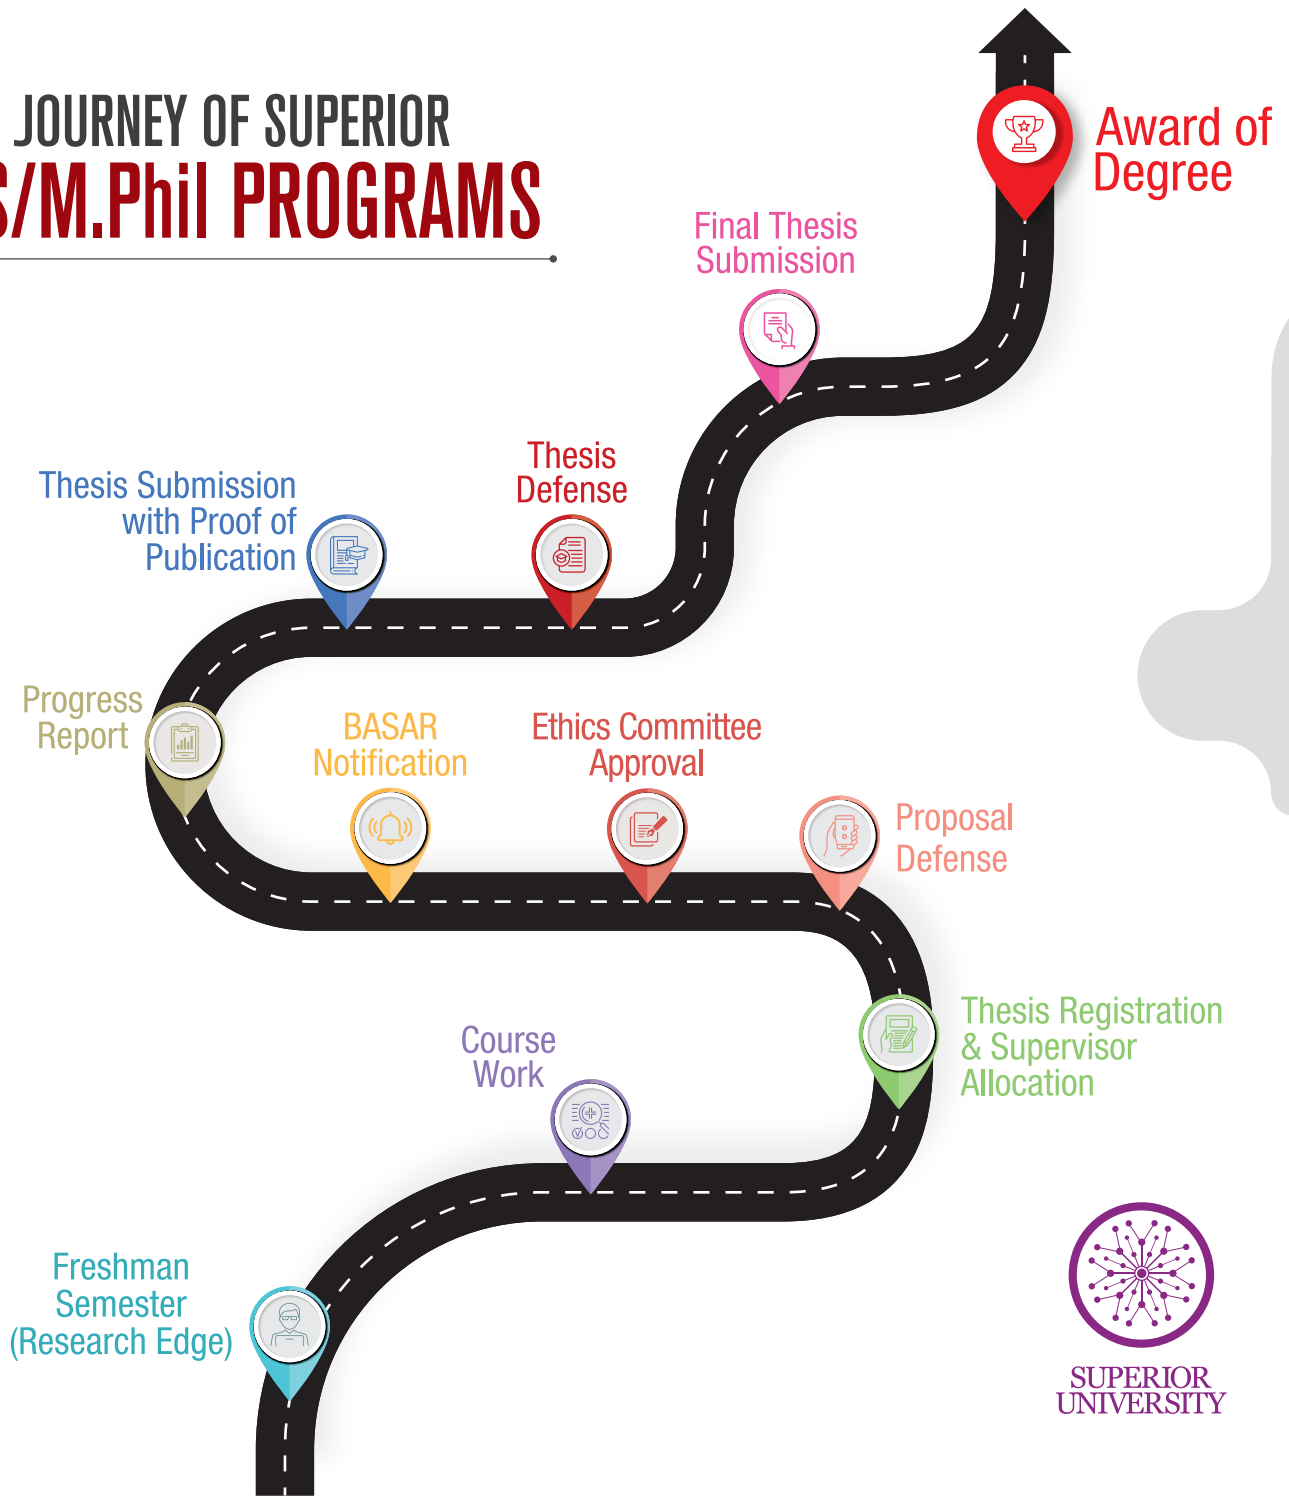 JOURNEY OF SUPERIOR
S/M.Phil PROGRAMS
Award of
Degree
Final Thesis
Submission
Thesis
Defense
Thesis Submission
with Proof of
Publication
Progress
Report
BASAR
Notification
Ethics Committee
Approval
Proposal
Defense
Thesis Registration
& Supervisor
Allocation
Course
Work
Freshman
Semester
(Research Edge)
SUPERIOR
UNIVERSITY